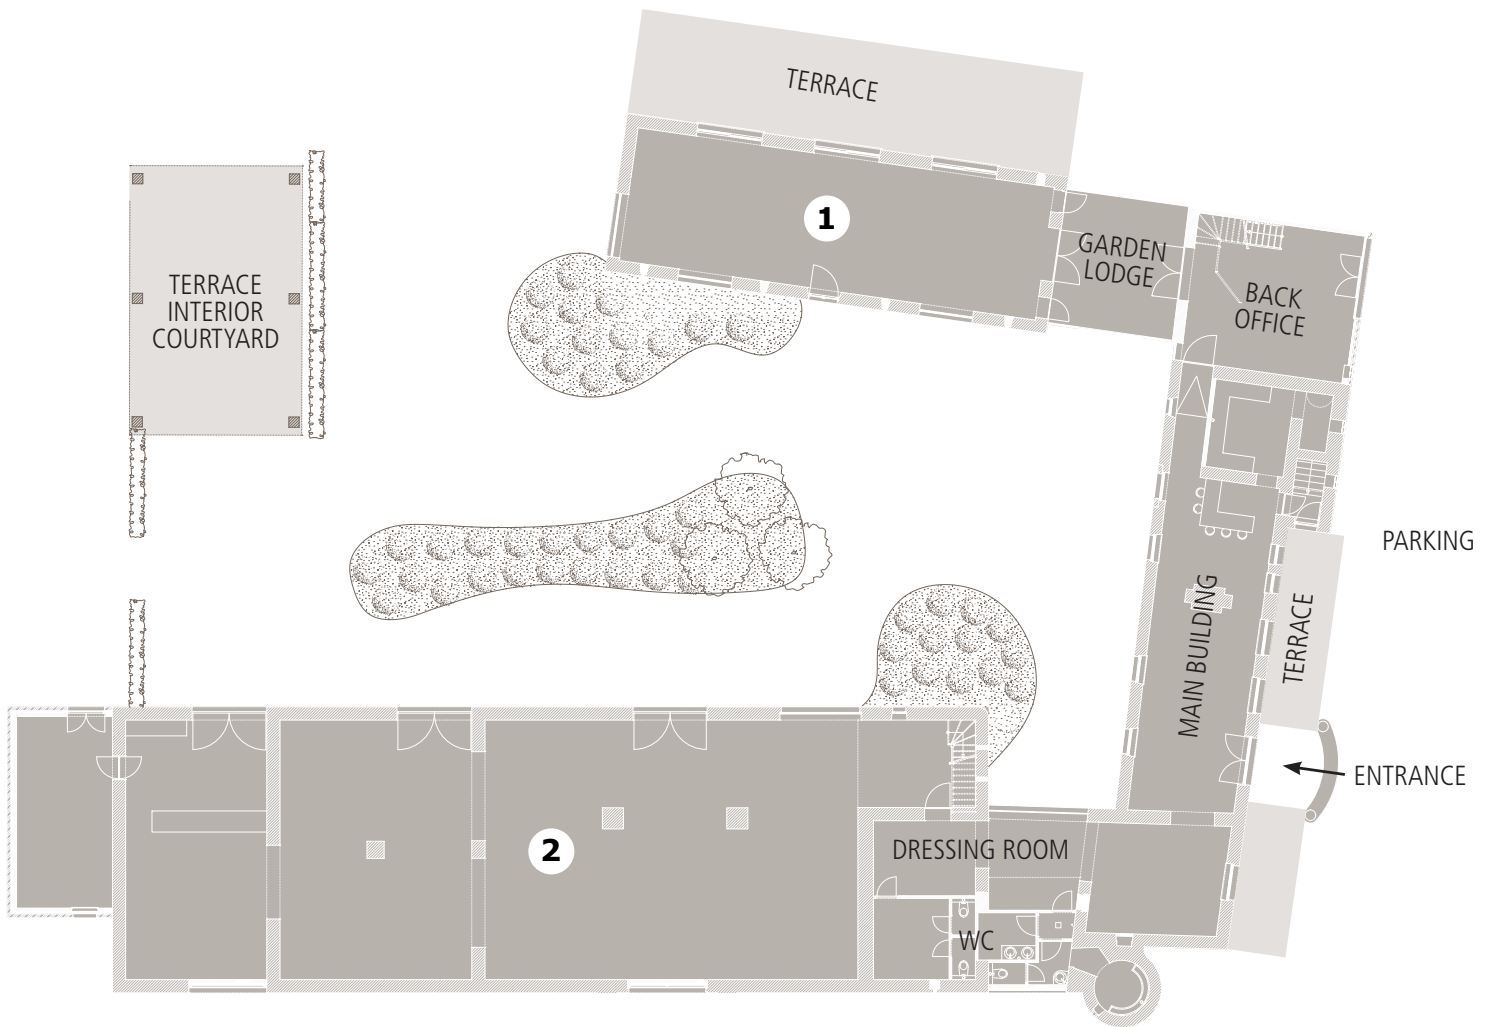 TERRACE
1
GARDEN
LODGE
BACK
OFFICE
TERRACE
INTERIOR
COURTYARD
PARKING
MAIN BUILDING
TERRACE
ENTRANCE
2
DRESSING ROOM
WC